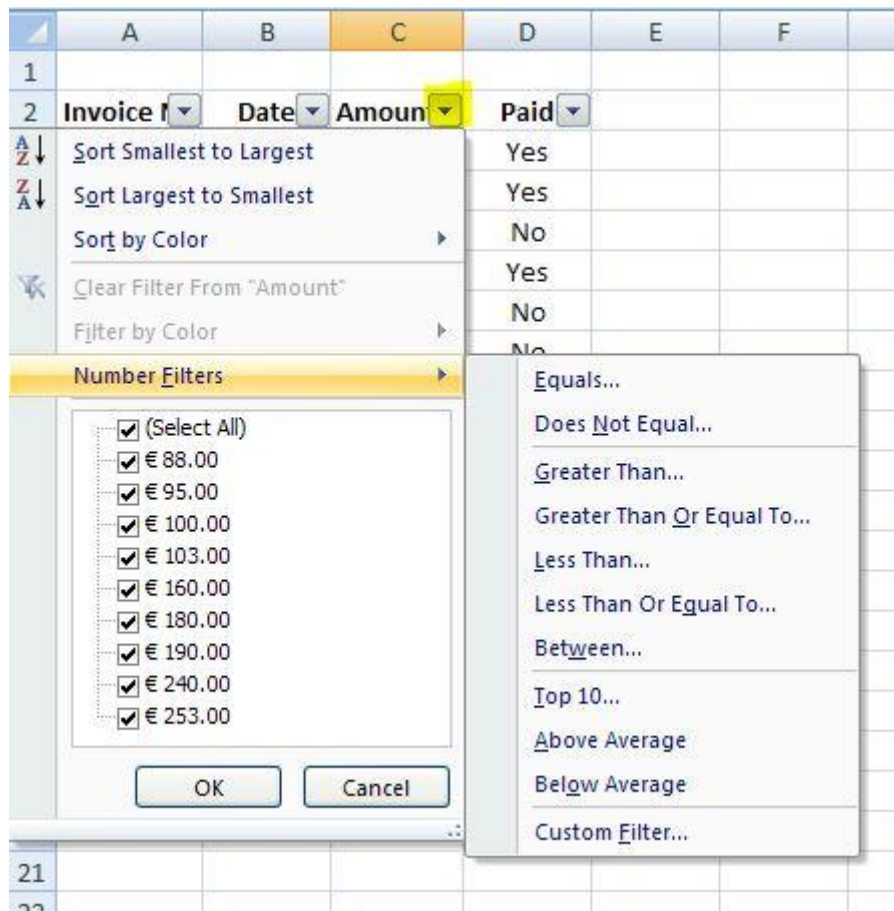 A B C D E F
1
2 Invoice N Date Amoun Paid
Sort Smallest to Largest Yes
Sort Largest to Smallest Yes
Sort by Color No
Clear Filter From "Amount" Yes
Filter by Color No
No
Number Filters Equals...
(Select All) Does Not Equal...
€ 88.00
€ 95.00 Greater Than...
€ 100.00 Greater Than Or Equal To...
€ 103.00 Less Than...
€ 160.00 Less Than Or Equal To...
€ 180.00
€ 190.00 Between...
€ 240.00 Top 10...
€ 253.00 Above Average
OK Cancel Below Average
Custom Filter...
21
22